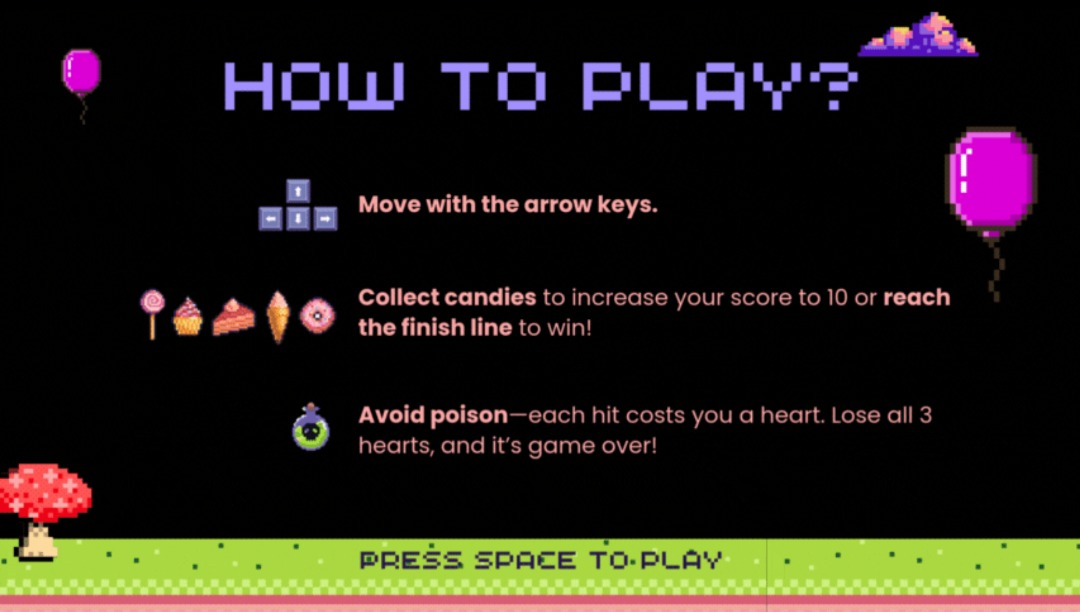 HOW TO PLAY?
Move with the arrow keys.
Collect candies to increase your score to 10 or reach
the finish line to win!
Avoid poison—each hit costs you a heart. Lose all 3
hearts, and it's game over!
PRESS SPACE TO PLAY